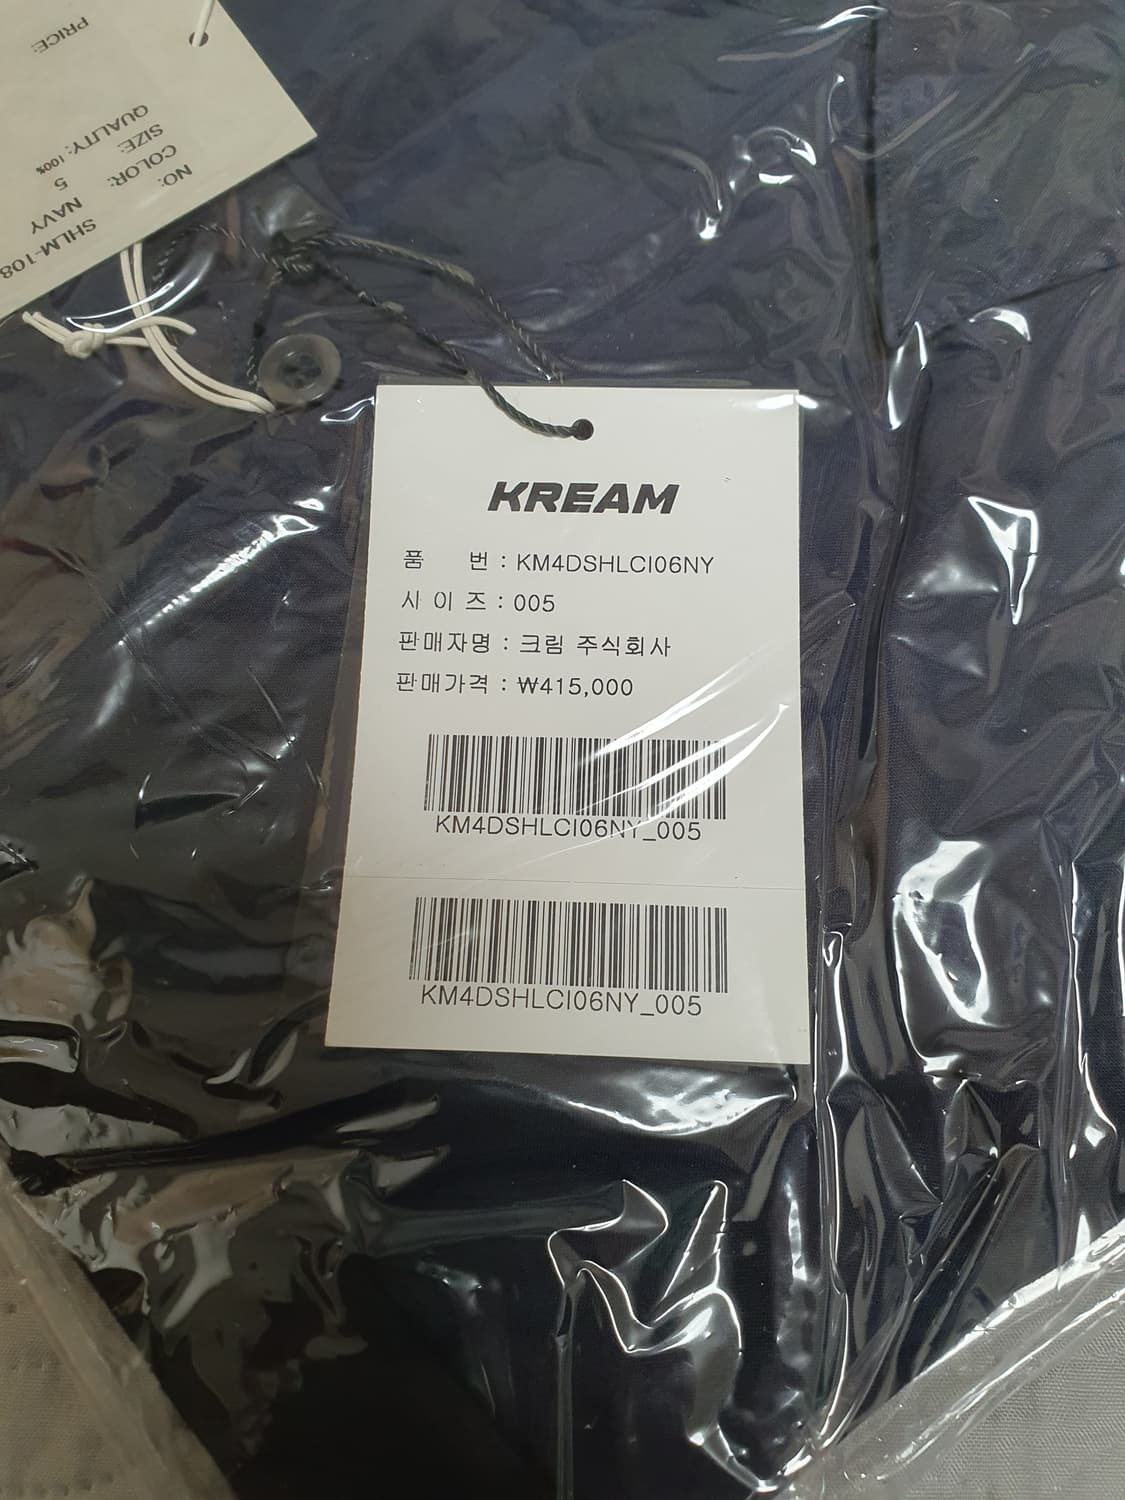 NO: SHLM-108
COLOR: NAVY
SIZE: 5
QUALITY: 100%
PRICE:
KREAM
품 번 : KM4DSHLCI06NY
사 이 즈 : 005
판매자명 : 크림 주식회사
판매가격 : ₩415,000
KM4DSHLCI06NY_005
KM4DSHLCI06NY_005